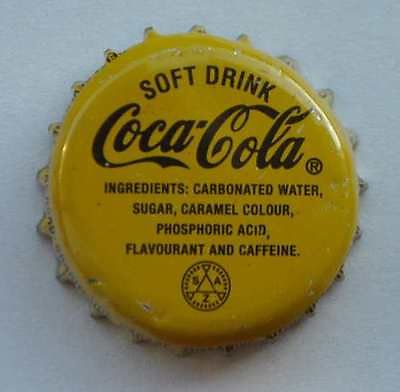 SOFT DRINK
Coca-Cola®
INGREDIENTS: CARBONATED WATER,
SUGAR, CARAMEL COLOUR,
PHOSPHORIC ACID,
FLAVOURANT AND CAFFEINE.
S A
Z